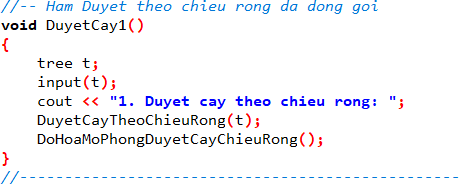 //-- Ham Duyet theo chieu rong da dong goi
void DuyetCay1()
{
    tree t;
    input(t);
    cout << "1. Duyet cay theo chieu rong: ";
    DuyetCayTheoChieuRong(t);
    DoHoaMoPhongDuyetCayChieuRong();
}
//-------------------------------------------------